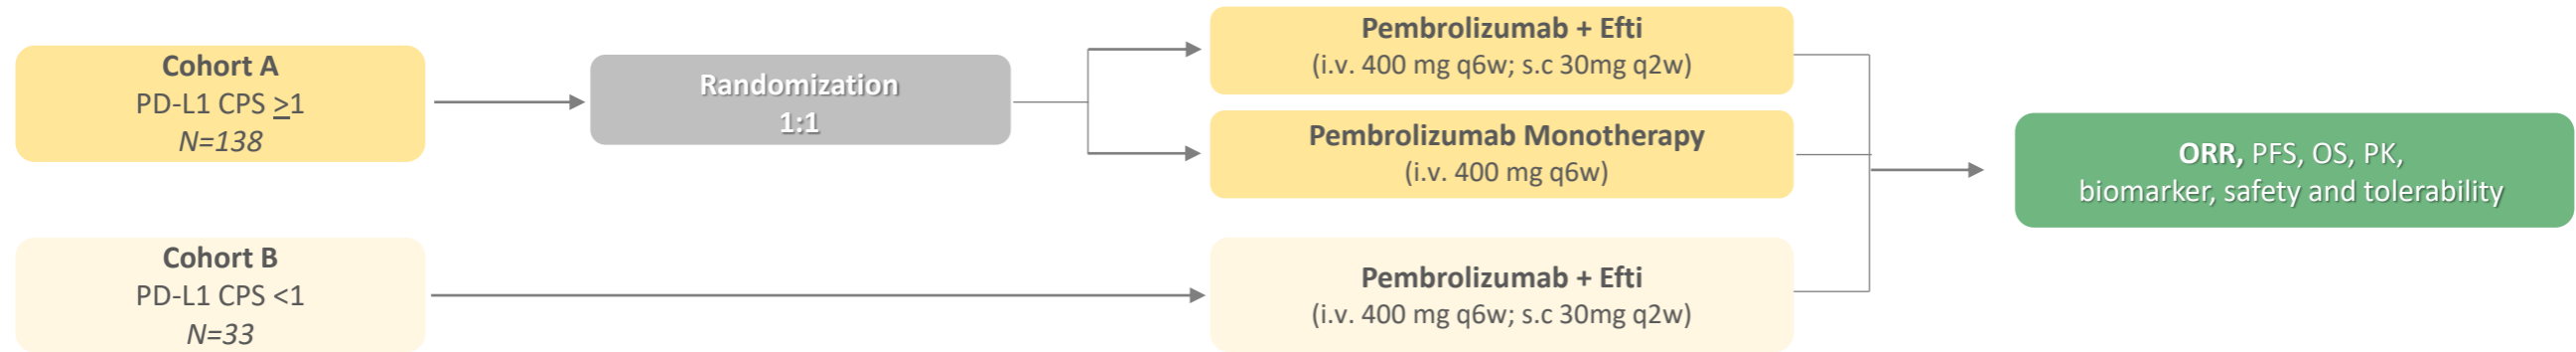 Cohort A
PD-L1 CPS ≥1
N=138
Randomization
1:1
Pembrolizumab + Efti
(i.v. 400 mg q6w; s.c 30mg q2w)
Pembrolizumab Monotherapy
(i.v. 400 mg q6w)
Cohort B
PD-L1 CPS <1
N=33
Pembrolizumab + Efti
(i.v. 400 mg q6w; s.c 30mg q2w)
ORR, PFS, OS, PK,
biomarker, safety and tolerability